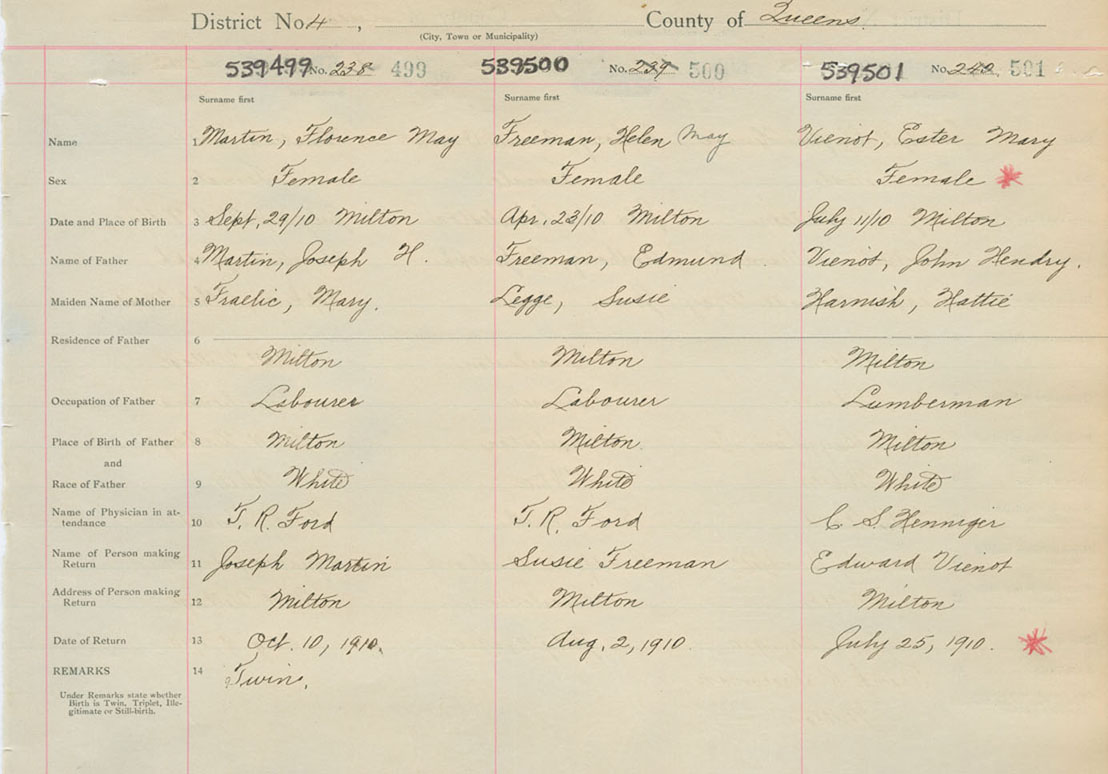 District No. 4, County of Queens
(City, Town or Municipality)
539499 No. 238 499 539500 No. 239 500 539501 No. 240 501
Surname first Surname first Surname first
Name 1 Martin, Florence May Freeman, Helen May Vienot, Ester Mary
Sex 2 Female Female Female
Date and Place of Birth 3 Sept. 29/10 Milton Apr. 23/10 Milton July 11/10 Milton
Name of Father 4 Martin, Joseph H. Freeman, Edmund Vienot, John Hendry.
Maiden Name of Mother 5 Fraelic, Mary. Legge, Susie Harnish, Hattie
Residence of Father 6
Milton Milton Milton
Occupation of Father 7 Labourer Labourer Lumberman
Place of Birth of Father 8 Milton Milton Milton
and
Race of Father 9 White White White
Name of Physician in at-
tendance 10 T. R. Ford T. R. Ford C S. Henniger
Name of Person making
Return 11 Joseph Martin Susie Freeman Edward Vienot
Address of Person making
Return 12 Milton Milton Milton
Date of Return 13 Oct. 10, 1910. Aug. 2, 1910. July 25, 1910.
REMARKS 14 Twin.
Under Remarks state whether
Birth is Twin, Triplet, Ille-
gitimate or Still-birth.